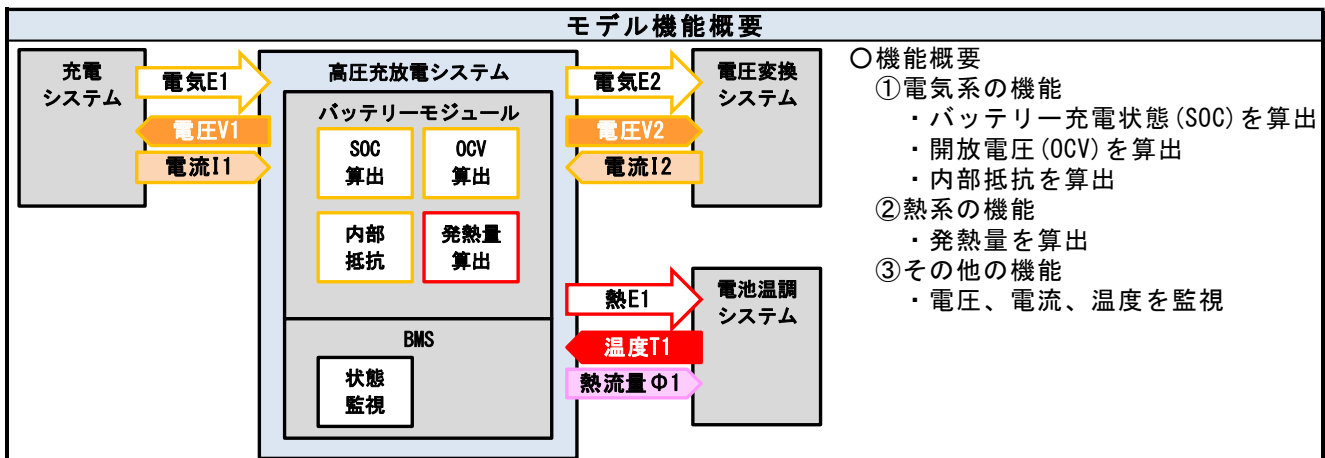 モデル機能概要
充電
システム
電気E1
電圧V1
電流I1
高圧充放電システム
バッテリーモジュール
SOC
算出
OCV
算出
内部
抵抗
発熱量
算出
BMS
状態
監視
電気E2
電圧V2
電流I2
電圧変換
システム
熱E1
温度T1
熱流量Φ1
電池温調
システム
〇機能概要
①電気系の機能
・バッテリー充電状態(SOC)を算出
・開放電圧(OCV)を算出
・内部抵抗を算出
②熱系の機能
・発熱量を算出
③その他の機能
・電圧、電流、温度を監視